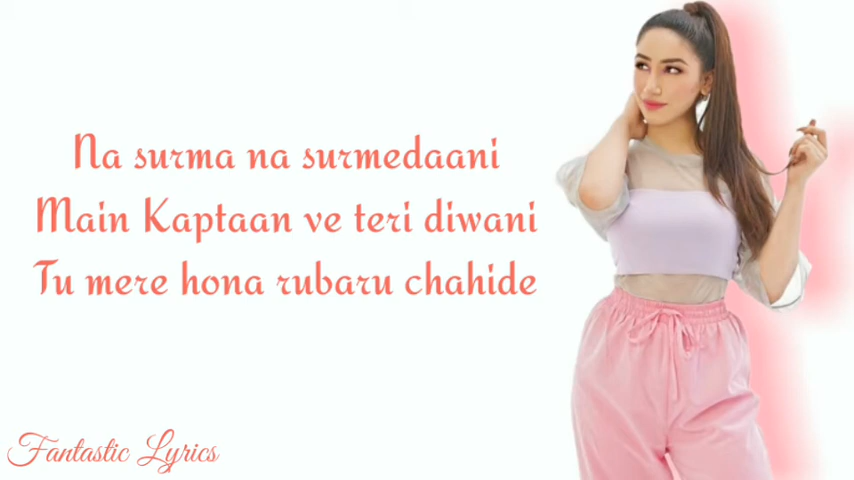 Na surma na surmedaani
Main Kaptaan ve teri diwani
Tu mere hona rubaru chahide
Fantastic Lyrics